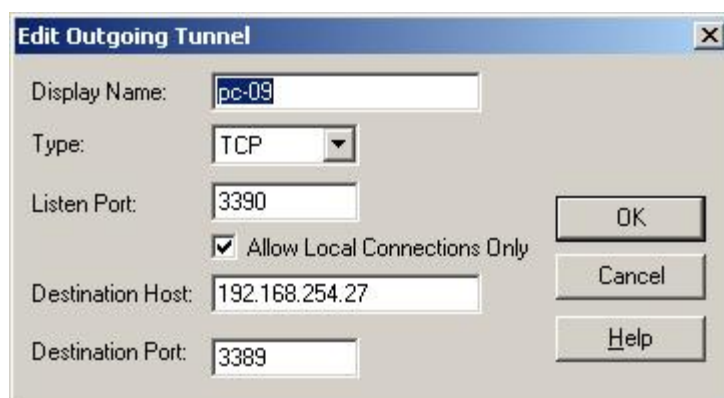 Edit Outgoing Tunnel
Display Name: pc-09
Type: TCP
Listen Port: 3390
Allow Local Connections Only
Destination Host: 192.168.254.27
Destination Port: 3389
OK
Cancel
Help